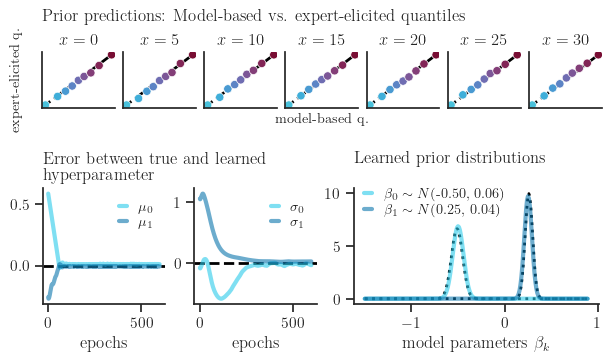 Prior predictions: Model-based vs. expert-elicited quantiles
x = 0 x = 5 x = 10 x = 15 x = 20 x = 25 x = 30
expert-elicited q.
model-based q.
Error between true and learned
hyperparameter
0.5
0.0
μ₀
μ₁
0 500
epochs
1
0
σ₀
σ₁
0 500
epochs
Learned prior distributions
10
5
0
β₀ ∼ N(-0.50, 0.06)
β₁ ∼ N(0.25, 0.04)
−1 0 1
model parameters βₖ